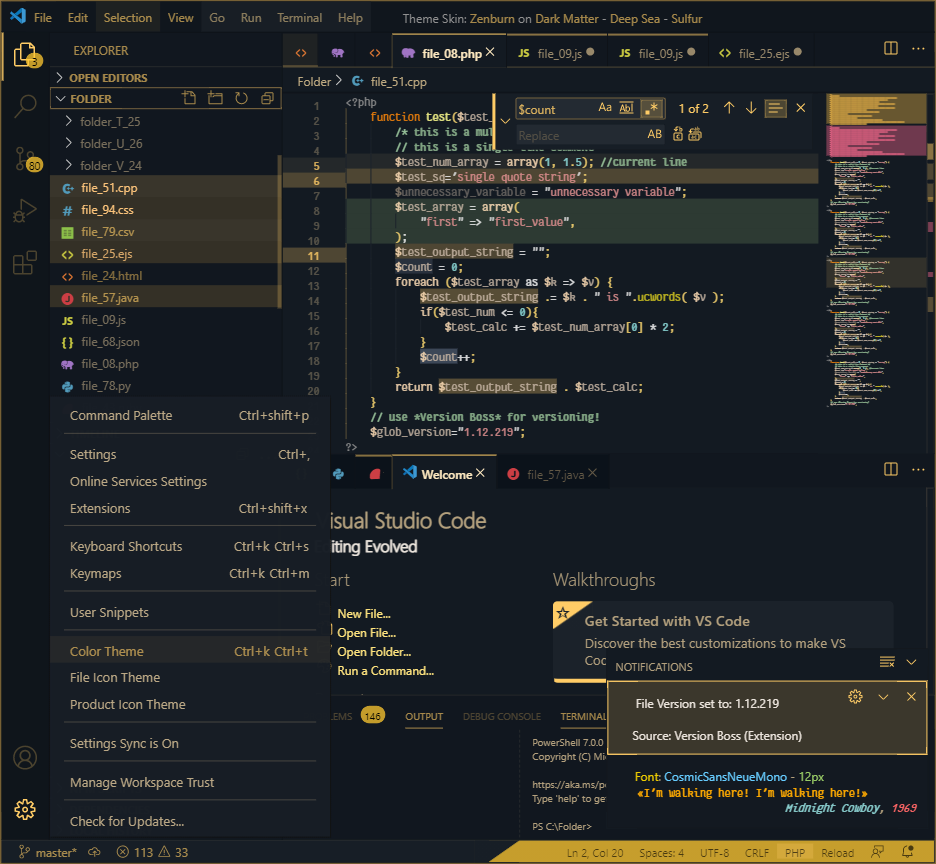 File Edit Selection View Go Run Terminal Help Theme Skin: Zenburn on Dark Matter - Deep Sea - Sulfur
EXPLORER
3
OPEN EDITORS
FOLDER
folder_T_25
folder_U_26
folder_V_24
80
file_51.cpp
file_94.css
file_79.csv
file_25.ejs
file_24.html
file_57.java
JS file_09.js
file_68.json
file_08.php
file_78.py
file_08.php JS file_09.js JS file_09.js file_25.ejs
Folder > file_51.cpp
1 <?php
2 function test($test_
3 /* this is a mul
4 // this is a single line comment
5 $test_num_array = array(1, 1.5); //current line
6 $test_sq='single quote string';
7 $unnecessary_variable = "unnecessary variable";
8 $test_array = array(
9 "first" => "first_value",
10 );
11 $test_output_string = "";
12 $count = 0;
13 foreach ($test_array as $k => $v) {
14 $test_output_string .= $k . " is ".ucwords( $v );
15 if($test_num <= 0){
16 $test_calc += $test_num_array[0] * 2;
17 }
18 $count++;
19 }
20 return $test_output_string . $test_calc;
}
// use *Version Boss* for versioning!
$glob_version="1.12.219";
?>
$count Aa Abl .* 1 of 2
Replace AB
Command Palette Ctrl+shift+p
Settings Ctrl+,
Online Services Settings
Extensions Ctrl+shift+x
Keyboard Shortcuts Ctrl+k Ctrl+s
Keymaps Ctrl+k Ctrl+m
User Snippets
Color Theme Ctrl+k Ctrl+t
File Icon Theme
Product Icon Theme
Settings Sync is On
Manage Workspace Trust
Check for Updates...
Welcome file_57.java
isual Studio Code
iting Evolved
art
New File...
Open File...
Open Folder...
Run a Command...
Walkthroughs
Get Started with VS Code
Discover the best customizations to make VS
Coc
NOTIFICATIONS
File Version set to: 1.12.219
Source: Version Boss (Extension)
LEMS 146 OUTPUT DEBUG CONSOLE TERMINAL
PowerShell 7.0.0
Copyright (C) Mi
https://aka.ms/p
Type 'help' to ge
PS C:\Folder>
Font: CosmicSansNeueMono - 12px
«I'm walking here! I'm walking here!»
Midnight Cowboy, 1969
master* 113 33 Ln 2, Col 20 Spaces: 4 UTF-8 CRLF PHP Reload